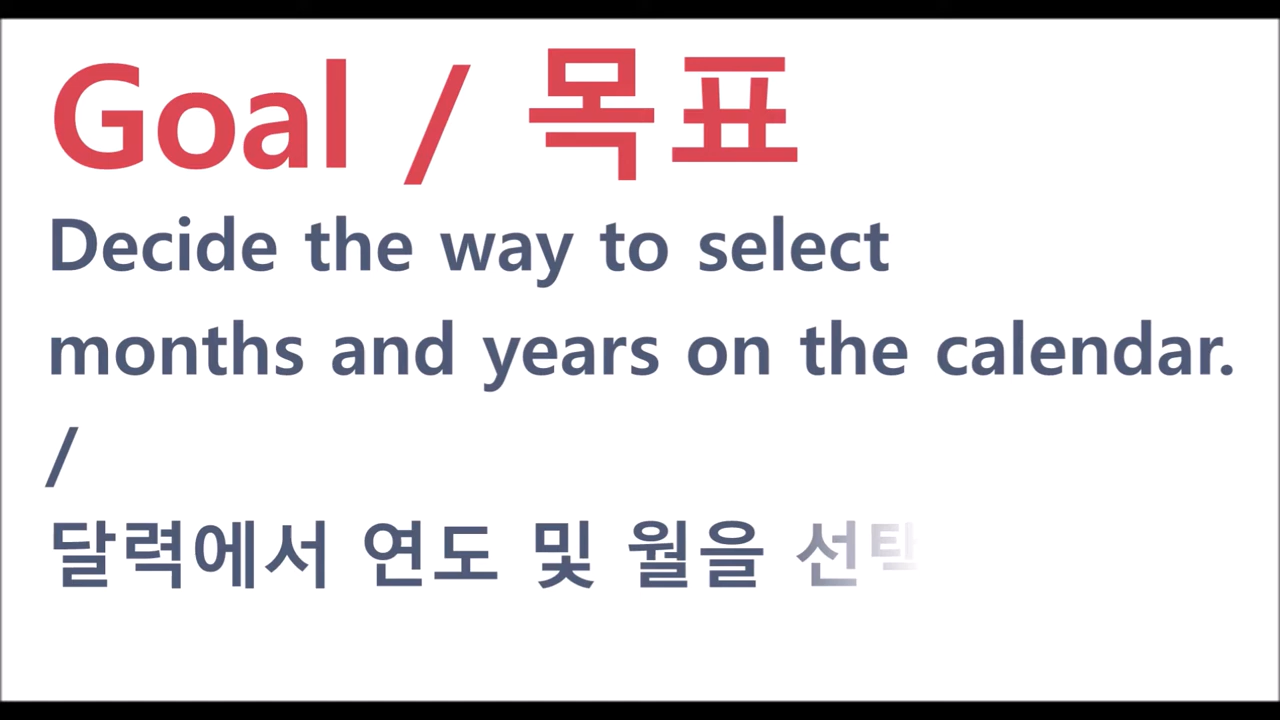 Goal / 목표
Decide the way to select
months and years on the calendar.
/
달력에서 연도 및 월을 선택